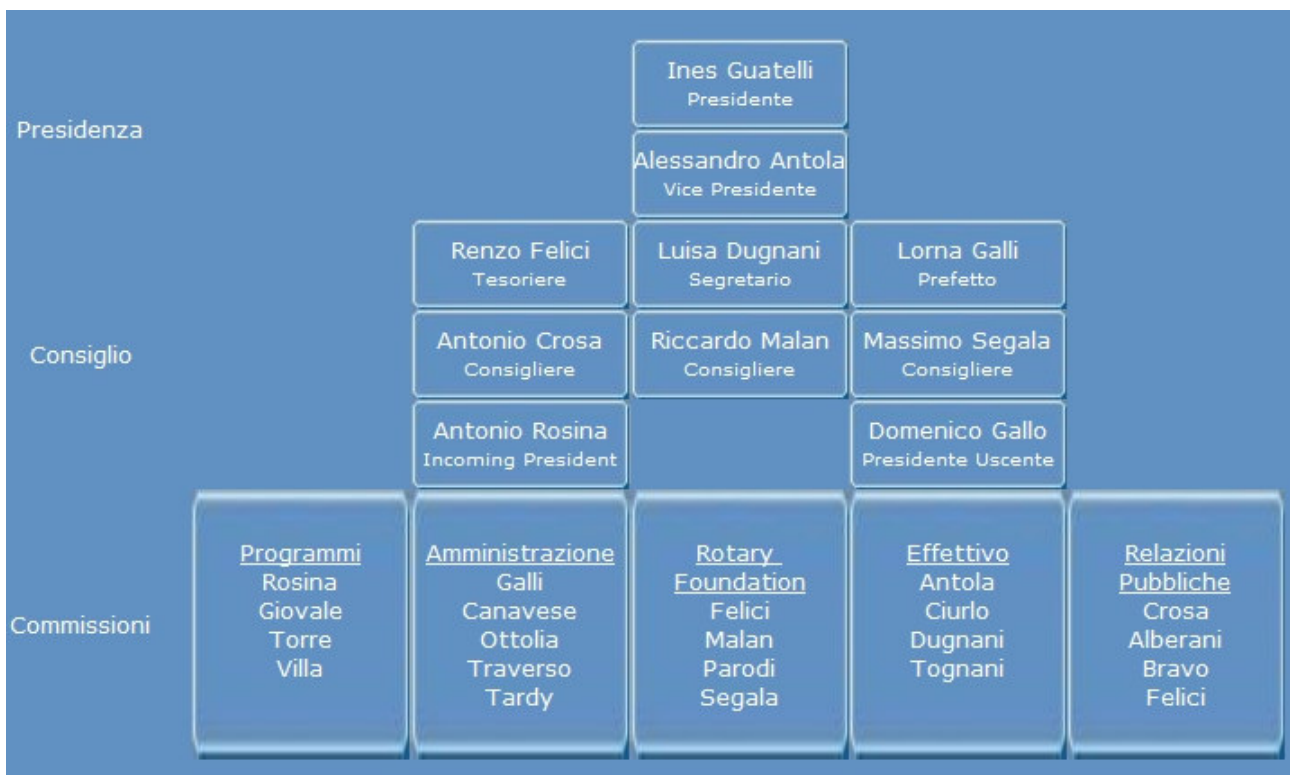 Presidenza
Ines Guatelli
Presidente
Alessandro Antola
Vice Presidente
Consiglio
Renzo Felici
Tesoriere
Luisa Dugnani
Segretario
Lorna Galli
Prefetto
Antonio Crosa
Consigliere
Riccardo Malan
Consigliere
Massimo Segala
Consigliere
Antonio Rosina
Incoming President
Domenico Gallo
Presidente Uscente
Commissioni
Programmi
Rosina
Giovale
Torre
Villa
Amministrazione
Galli
Canavese
Ottolia
Traverso
Tardy
Rotary
Foundation
Felici
Malan
Parodi
Segala
Effettivo
Antola
Ciurlo
Dugnani
Tognani
Relazioni
Pubbliche
Crosa
Alberani
Bravo
Felici